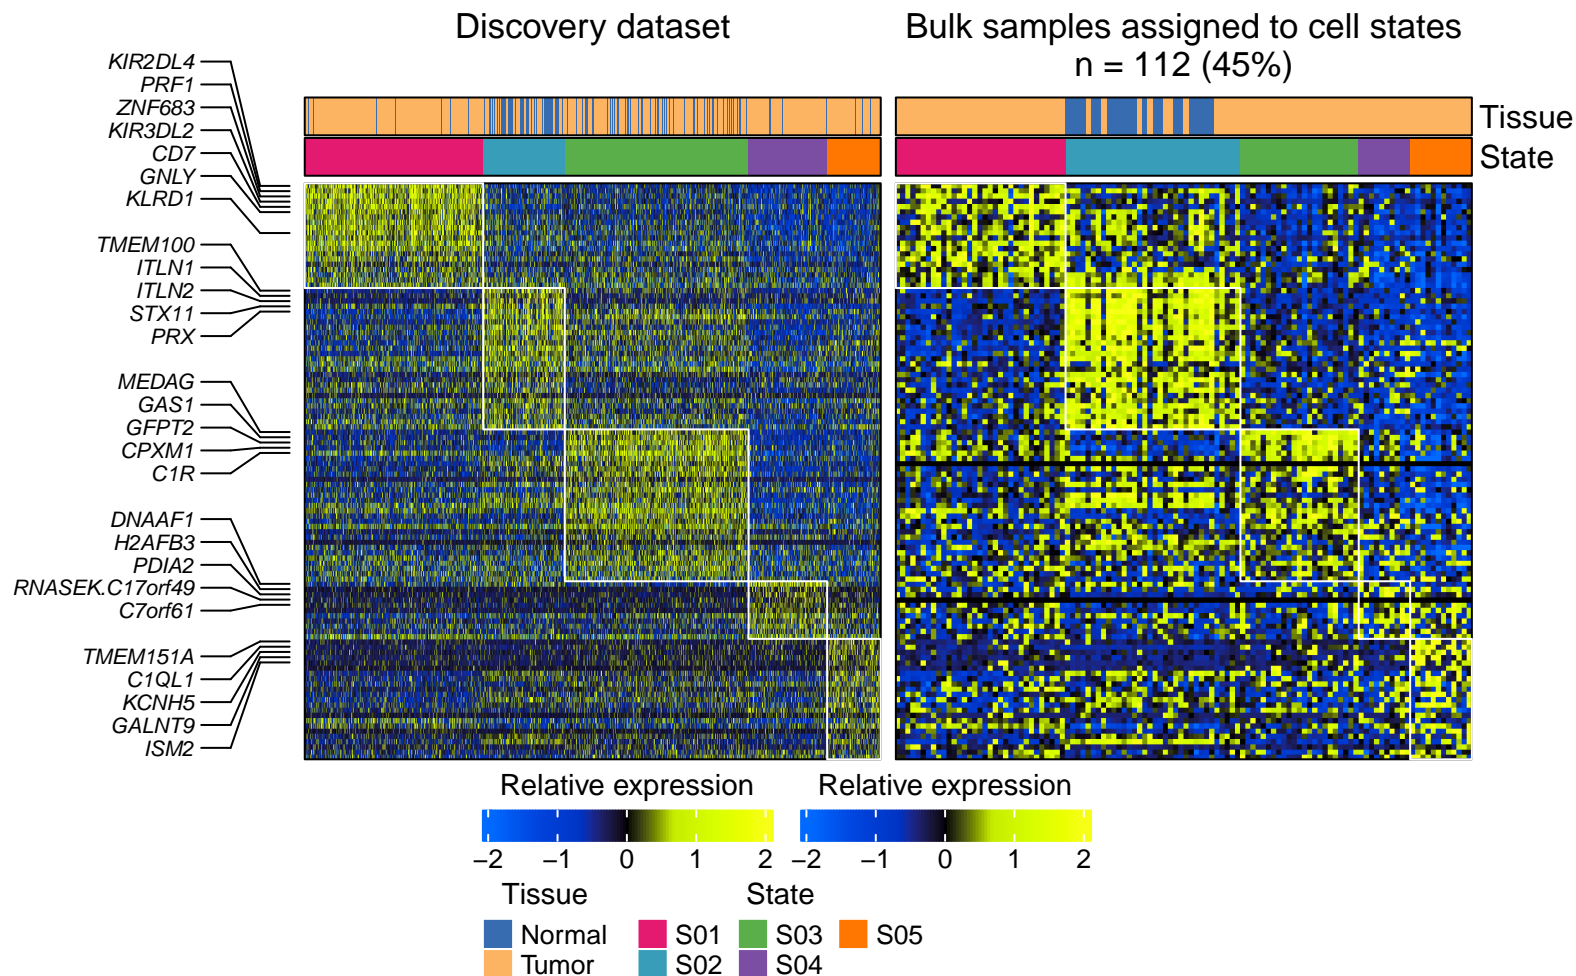 Discovery dataset
Bulk samples assigned to cell states
n = 112 (45%)
KIR2DL4
PRF1
ZNF683
KIR3DL2
CD7
GNLY
KLRD1
TMEM100
ITLN1
ITLN2
STX11
PRX
MEDAG
GAS1
GFPT2
CPXM1
C1R
DNAAF1
H2AFB3
PDIA2
RNASEK.C17orf49
C7orf61
TMEM151A
C1QL1
KCNH5
GALNT9
ISM2
Tissue
State
Relative expression
−2 −1 0 1 2
Relative expression
−2 −1 0 1 2
Tissue
Normal
Tumor
State
S01 S03 S05
S02 S04